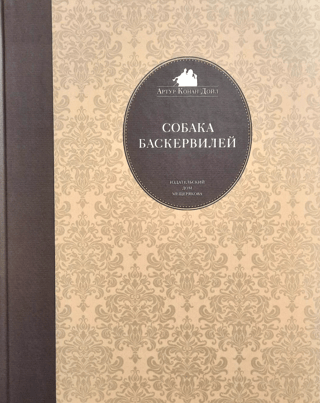 Артур Конан Дойл
СОБАКА
БАСКЕРВИЛЕЙ
ИЗДАТЕЛЬСКИЙ
ДОМ
МЕЩЕРЯКОВА